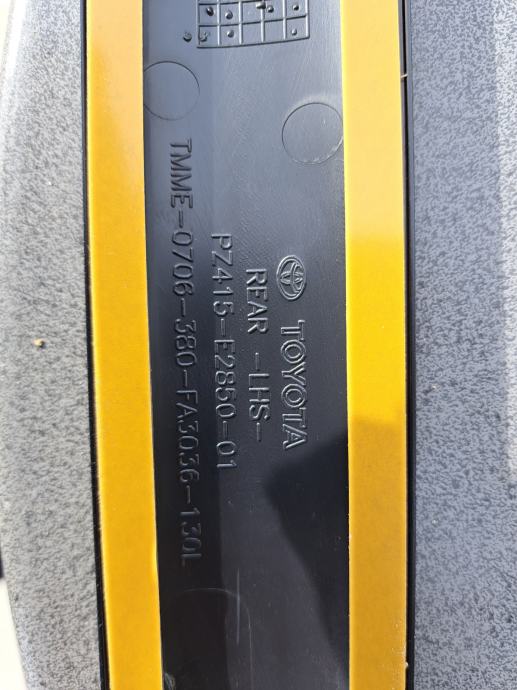 TOYOTA
REAR -LHS-
PZ415-E2850-01
TMME-0706-380-FA3036-130L